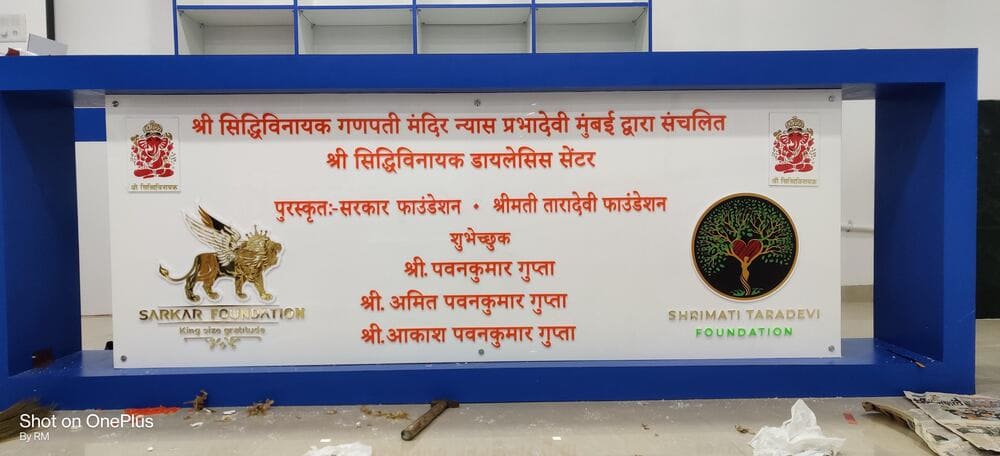 श्री सिद्धिविनायक गणपती मंदिर न्यास प्रभादेवी मुंबई द्वारा संचलित
श्री सिद्धिविनायक डायलेसिस सेंटर
श्री सिद्धिविनायक
श्री सिद्धिविनायक
पुरस्कृतः-सरकार फाउंडेशन • श्रीमती तारादेवी फाउंडेशन
शुभेच्छुक
श्री. पवनकुमार गुप्ता
श्री. अमित पवनकुमार गुप्ता
श्री. आकाश पवनकुमार गुप्ता
SARKAR FOUNDATION
King size gratitude
SHRIMATI TARADEVI
FOUNDATION
Shot on OnePlus
By RM